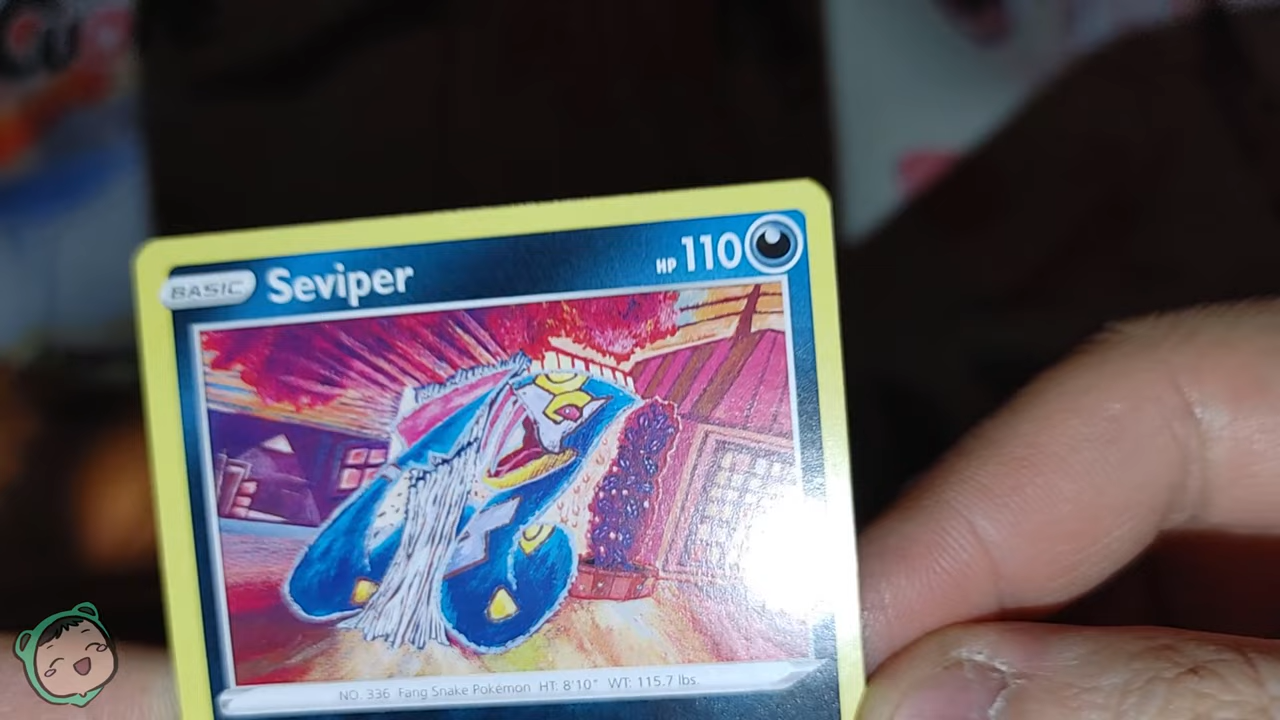 BASIC Seviper HP 110
NO. 336 Fang Snake Pokémon HT: 8'10" WT: 115.7 lbs.